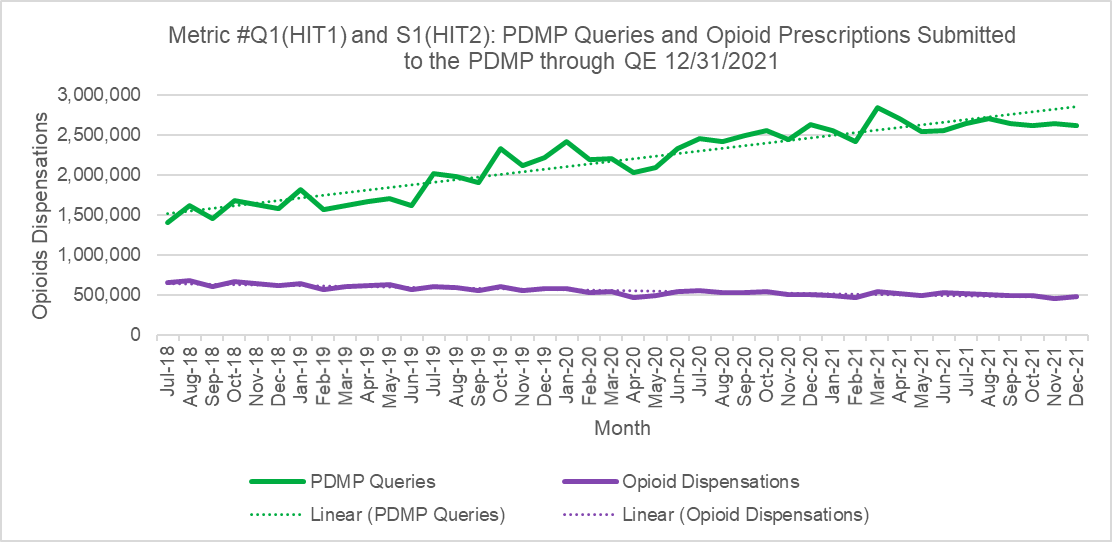 Metric #Q1(HIT1) and S1(HIT2): PDMP Queries and Opioid Prescriptions Submitted
to the PDMP through QE 12/31/2021
Opioids Dispensations
3,000,000
2,500,000
2,000,000
1,500,000
1,000,000
500,000
0
Jul-18
Aug-18
Sep-18
Oct-18
Nov-18
Dec-18
Jan-19
Feb-19
Mar-19
Apr-19
May-19
Jun-19
Jul-19
Aug-19
Sep-19
Oct-19
Nov-19
Dec-19
Jan-20
Feb-20
Mar-20
Apr-20
May-20
Jun-20
Jul-20
Aug-20
Sep-20
Oct-20
Nov-20
Dec-20
Jan-21
Feb-21
Mar-21
Apr-21
May-21
Jun-21
Jul-21
Aug-21
Sep-21
Oct-21
Nov-21
Dec-21
Month
PDMP Queries
Opioid Dispensations
Linear (PDMP Queries)
Linear (Opioid Dispensations)